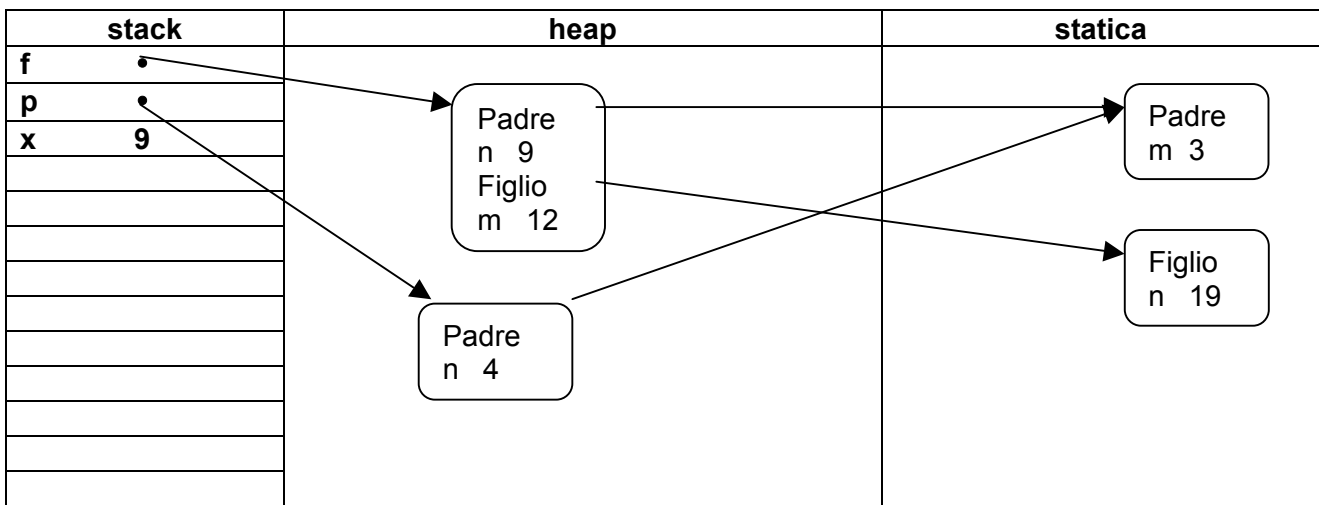 stack heap statica
f
p
x 9
Padre
n 9
Figlio
m 12
Padre
n 4
Padre
m 3
Figlio
n 19